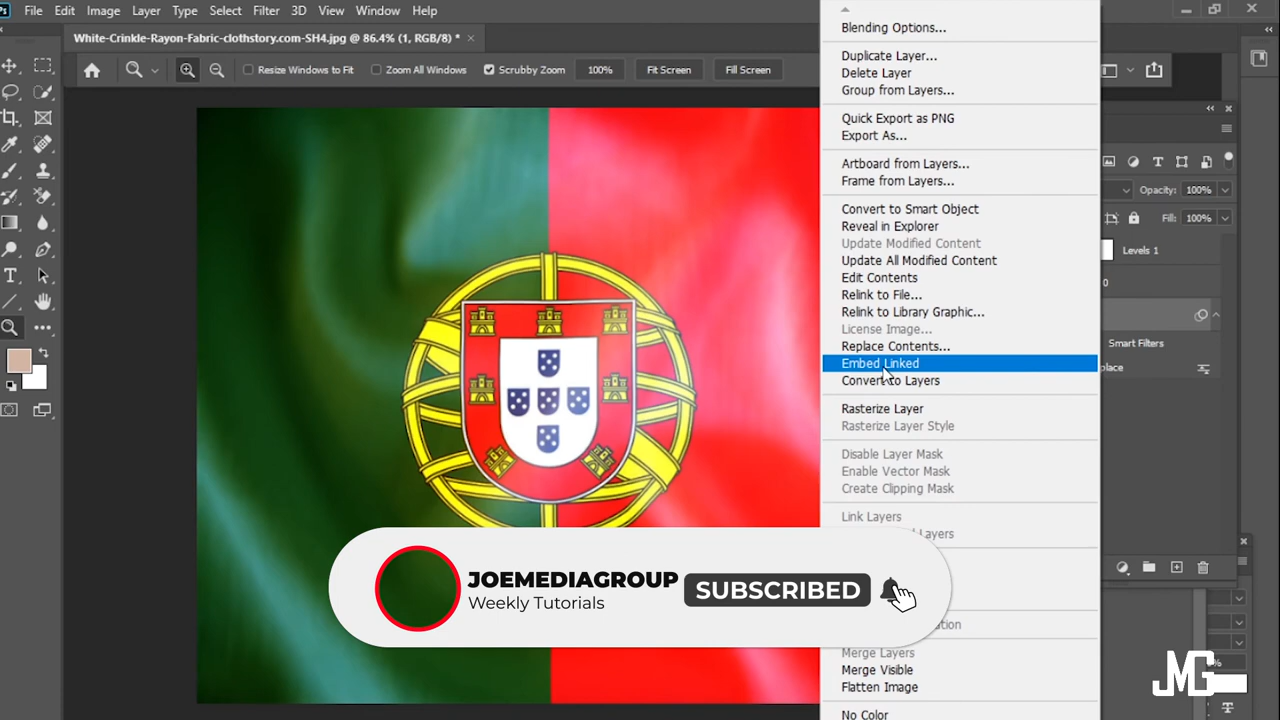 Ps File Edit Image Layer Type Select Filter 3D View Window Help
White-Crinkle-Rayon-Fabric-clothstory.com-SH4.jpg @ 86.4% (1, RGB/8) *
Resize Windows to Fit Zoom All Windows Scrubby Zoom 100% Fit Screen Fill Screen
Blending Options...
Duplicate Layer...
Delete Layer
Group from Layers...
Quick Export as PNG
Export As...
Artboard from Layers...
Frame from Layers...
Convert to Smart Object
Reveal in Explorer
Update Modified Content
Update All Modified Content
Edit Contents
Relink to File...
Relink to Library Graphic...
License Image...
Replace Contents...
Embed Linked
Convert to Layers
Rasterize Layer
Rasterize Layer Style
Disable Layer Mask
Enable Vector Mask
Create Clipping Mask
Link Layers
Layers
Merge Layers
Merge Visible
Flatten Image
No Color
Opacity: 100%
Fill: 100%
Levels 1
0
Smart Filters
JOEMEDIAGROUP
Weekly Tutorials
SUBSCRIBED
JMG